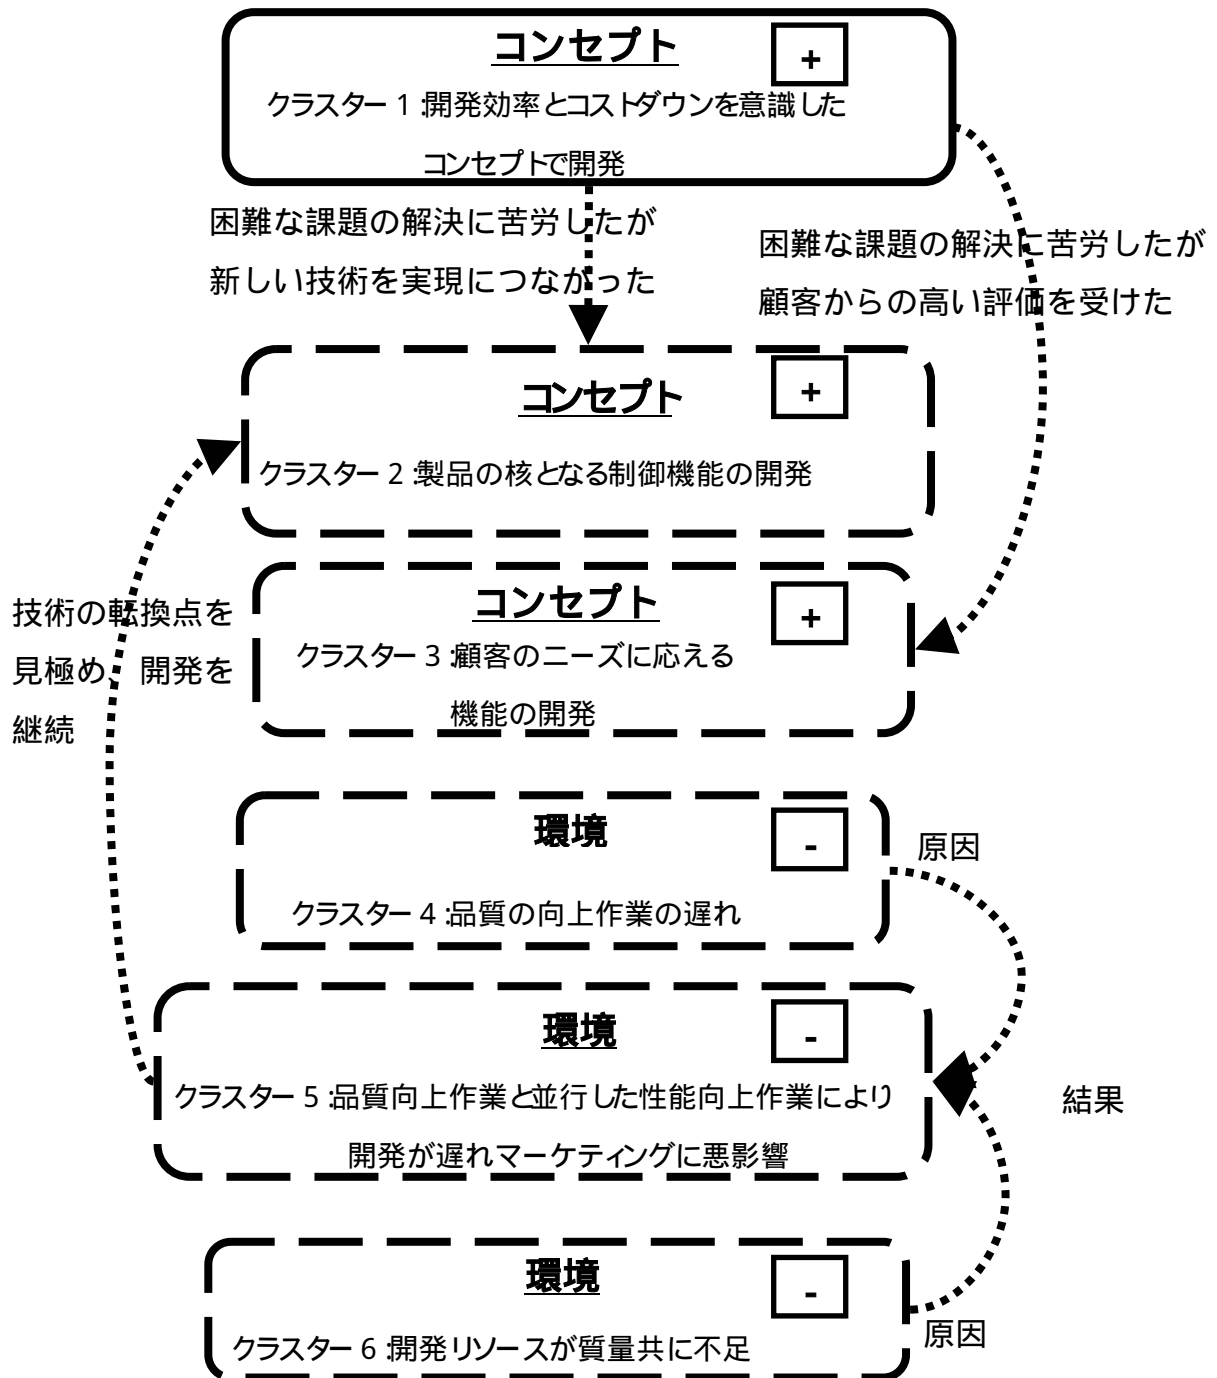 コンセプト
+
クラスター 1:開発効率とコストダウンを意識した
コンセプトで開発
困難な課題の解決に苦労したが
新しい技術を実現につながった
困難な課題の解決に苦労したが
顧客からの高い評価を受けた
コンセプト
+
クラスター 2:製品の核となる制御機能の開発
技術の転換点を
見極め、開発を
継続
コンセプト
+
クラスター 3:顧客のニーズに応える
機能の開発
環境
-
クラスター 4:品質の向上作業の遅れ
原因
環境
-
クラスター 5:品質向上作業と並行した性能向上作業により
開発が遅れマーケティングに悪影響
結果
環境
-
クラスター 6:開発リソースが質量共に不足
原因